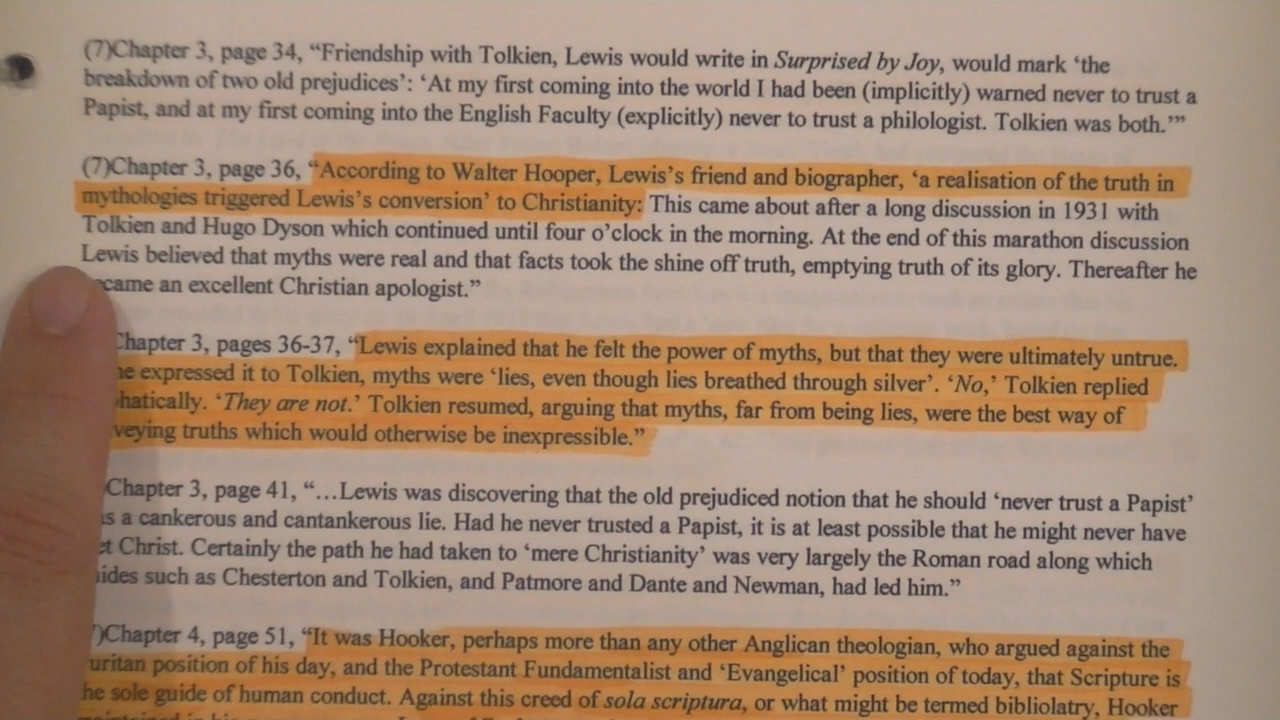 (7)Chapter 3, page 34, “Friendship with Tolkien, Lewis would write in Surprised by Joy, would mark ‘the
breakdown of two old prejudices’: ‘At my first coming into the world I had been (implicitly) warned never to trust a
Papist, and at my first coming into the English Faculty (explicitly) never to trust a philologist. Tolkien was both.’”
(7)Chapter 3, page 36, “According to Walter Hooper, Lewis’s friend and biographer, ‘a realisation of the truth in
mythologies triggered Lewis’s conversion’ to Christianity: This came about after a long discussion in 1931 with
Tolkien and Hugo Dyson which continued until four o’clock in the morning. At the end of this marathon discussion
Lewis believed that myths were real and that facts took the shine off truth, emptying truth of its glory. Thereafter he
came an excellent Christian apologist.”
Chapter 3, pages 36-37, “Lewis explained that he felt the power of myths, but that they were ultimately untrue.
he expressed it to Tolkien, myths were ‘lies, even though lies breathed through silver’. ‘No,’ Tolkien replied
hatically. ‘They are not.’ Tolkien resumed, arguing that myths, far from being lies, were the best way of
veying truths which would otherwise be inexpressible.”
Chapter 3, page 41, “…Lewis was discovering that the old prejudiced notion that he should ‘never trust a Papist’
s a cankerous and cantankerous lie. Had he never trusted a Papist, it is at least possible that he might never have
et Christ. Certainly the path he had taken to ‘mere Christianity’ was very largely the Roman road along which
ides such as Chesterton and Tolkien, and Patmore and Dante and Newman, had led him.”
)Chapter 4, page 51, “It was Hooker, perhaps more than any other Anglican theologian, who argued against the
uritan position of his day, and the Protestant Fundamentalist and ‘Evangelical’ position of today, that Scripture is
he sole guide of human conduct. Against this creed of sola scriptura, or what might be termed bibliolatry, Hooker